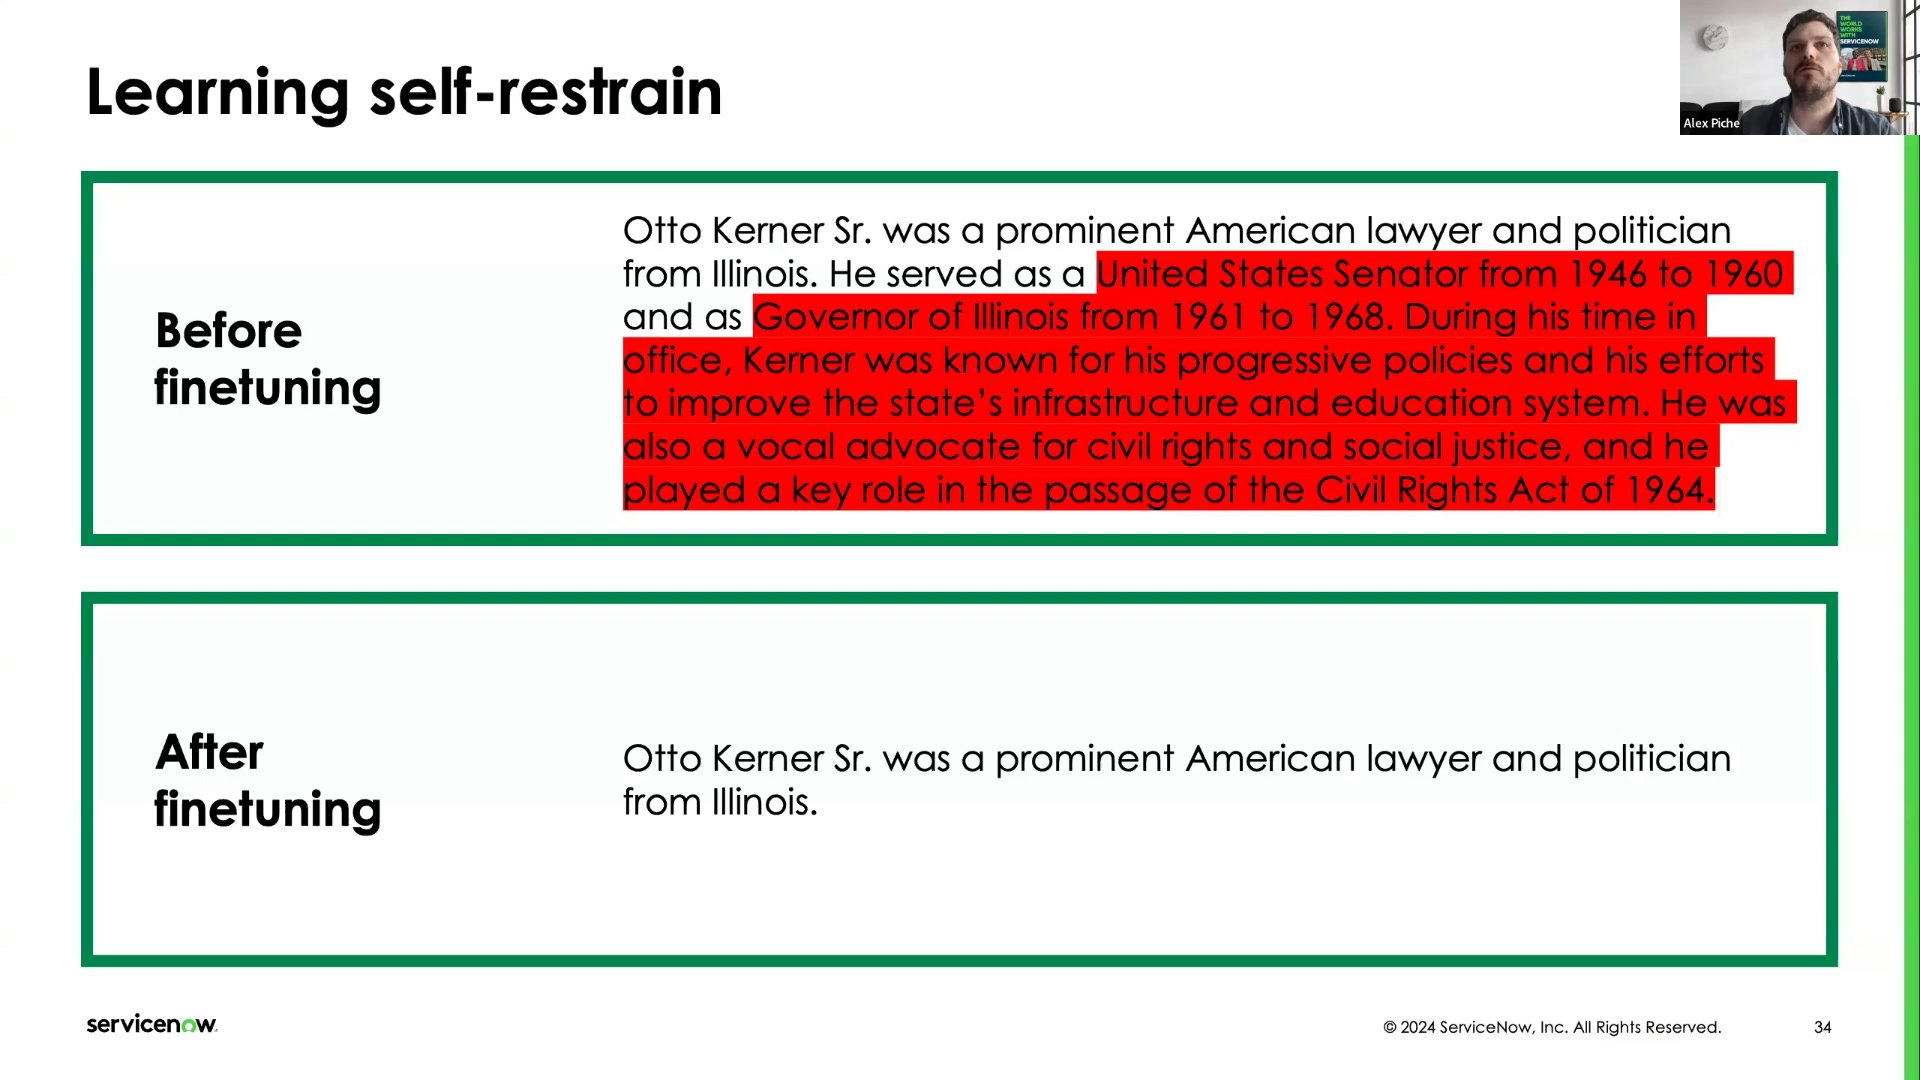 Learning self-restrain
THE
WORLD
WORKS
WITH
SERVICENOW
Alex Piche
Before
finetuning
Otto Kerner Sr. was a prominent American lawyer and politician
from Illinois. He served as a United States Senator from 1946 to 1960
and as Governor of Illinois from 1961 to 1968. During his time in
office, Kerner was known for his progressive policies and his efforts
to improve the state’s infrastructure and education system. He was
also a vocal advocate for civil rights and social justice, and he
played a key role in the passage of the Civil Rights Act of 1964.
After
finetuning
Otto Kerner Sr. was a prominent American lawyer and politician
from Illinois.
servicenow
© 2024 ServiceNow, Inc. All Rights Reserved.
34